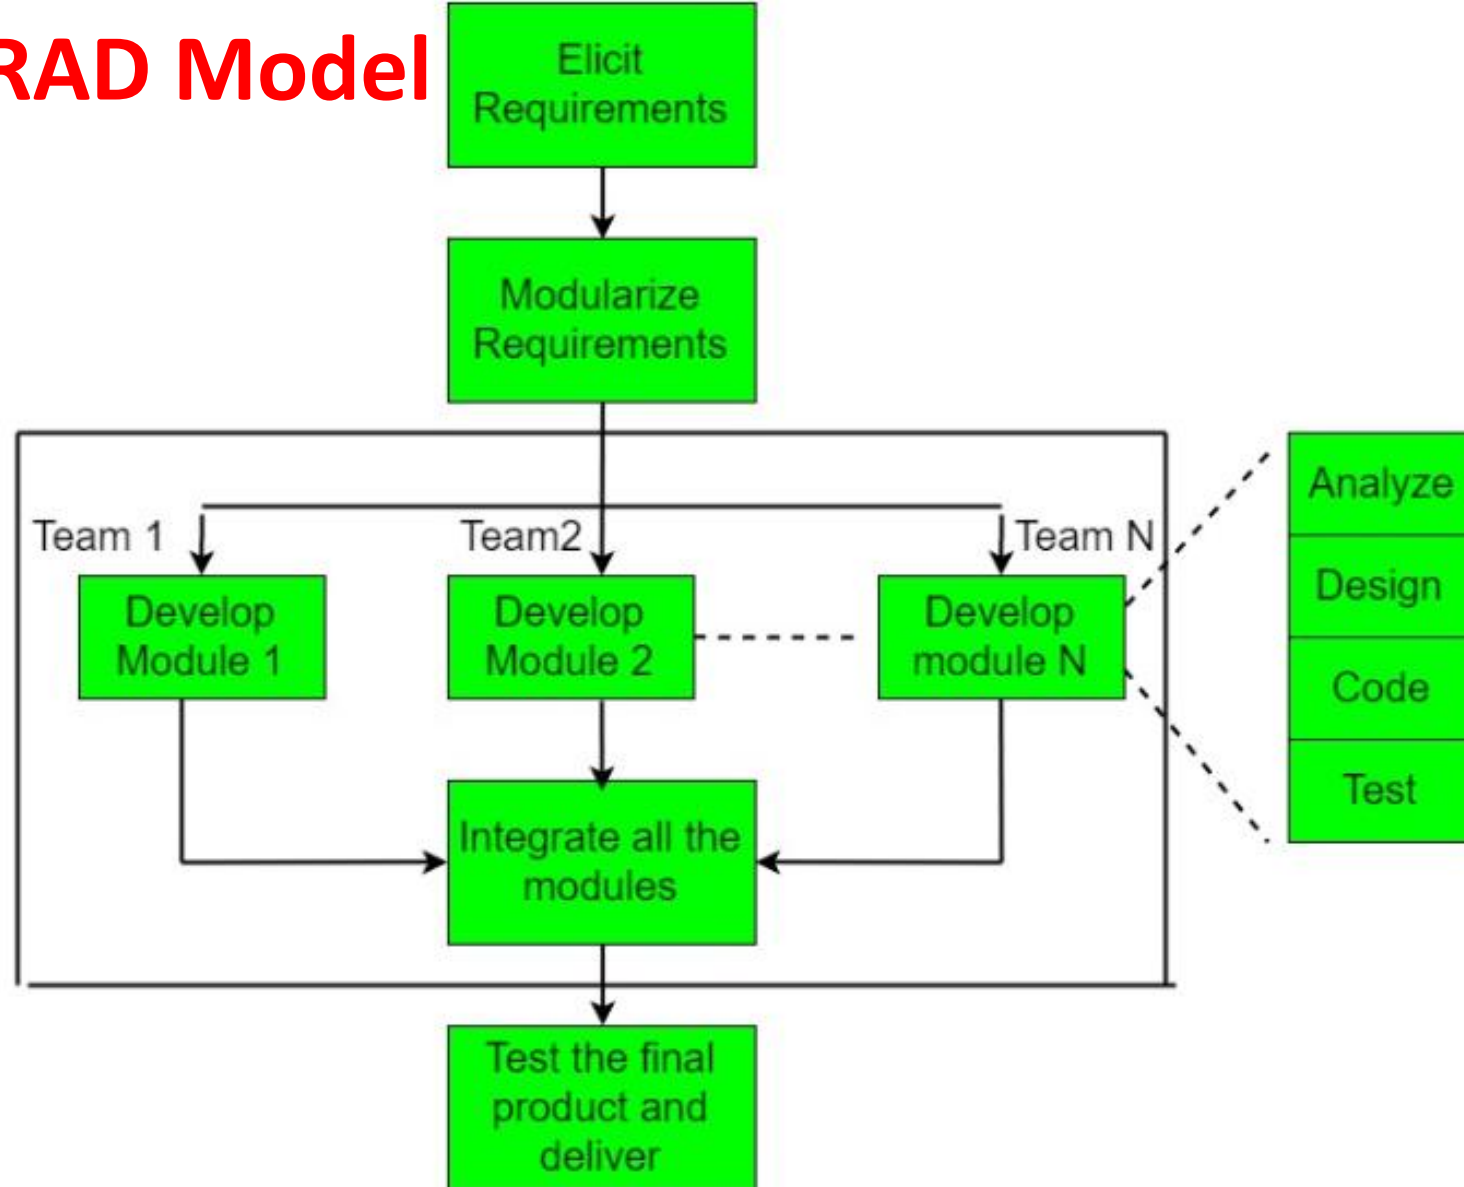 RAD Model
Elicit
Requirements
Modularize
Requirements
Team 1
Team2
Team N
Develop
Module 1
Develop
Module 2
Develop
module N
Analyze
Design
Code
Test
Integrate all the
modules
Test the final
product and
deliver